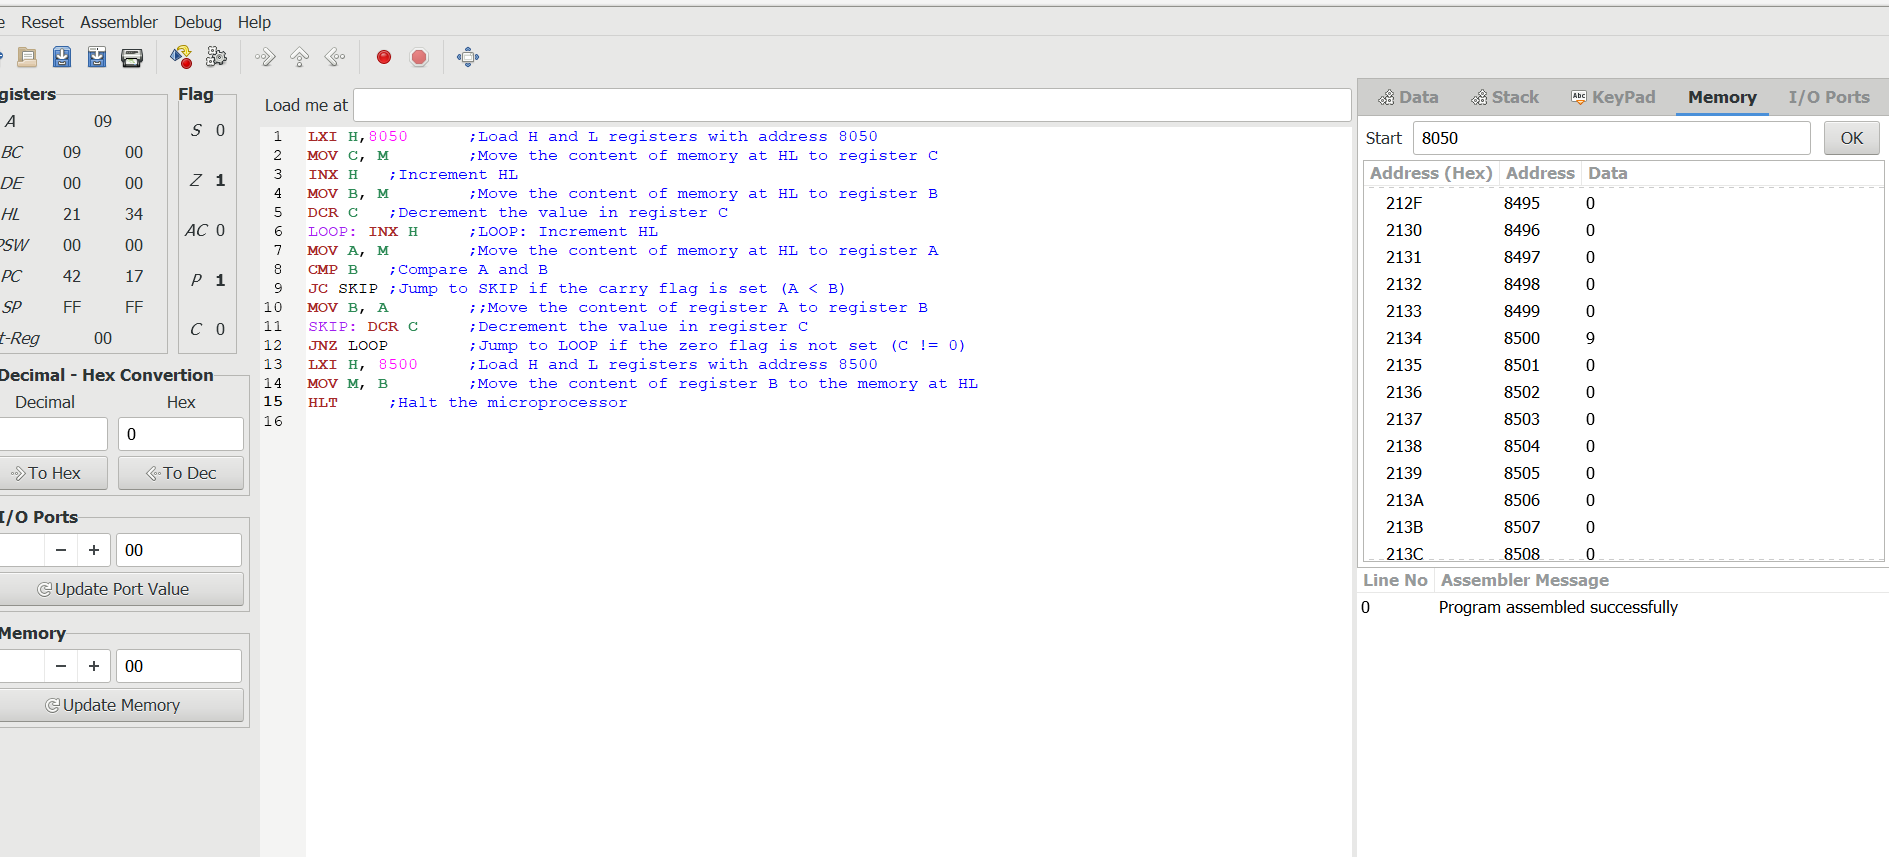 e Reset Assembler Debug Help
gisters
A 09
BC 09 00
DE 00 00
HL 21 34
PSW 00 00
PC 42 17
SP FF FF
t-Reg 00
Flag
S 0
Z 1
AC 0
P 1
C 0
Decimal - Hex Convertion
Decimal Hex
0
To Hex To Dec
I/O Ports
− + 00
Update Port Value
Memory
− + 00
Update Memory
Load me at
1 LXI H,8050 ;Load H and L registers with address 8050
2 MOV C, M ;Move the content of memory at HL to register C
3 INX H ;Increment HL
4 MOV B, M ;Move the content of memory at HL to register B
5 DCR C ;Decrement the value in register C
6 LOOP: INX H ;LOOP: Increment HL
7 MOV A, M ;Move the content of memory at HL to register A
8 CMP B ;Compare A and B
9 JC SKIP ;Jump to SKIP if the carry flag is set (A < B)
10 MOV B, A ;;Move the content of register A to register B
11 SKIP: DCR C ;Decrement the value in register C
12 JNZ LOOP ;Jump to LOOP if the zero flag is not set (C != 0)
13 LXI H, 8500 ;Load H and L registers with address 8500
14 MOV M, B ;Move the content of register B to the memory at HL
15 HLT ;Halt the microprocessor
16
Data Stack Abc KeyPad Memory I/O Ports
Start 8050 OK
Address (Hex) Address Data
212F 8495 0
2130 8496 0
2131 8497 0
2132 8498 0
2133 8499 0
2134 8500 9
2135 8501 0
2136 8502 0
2137 8503 0
2138 8504 0
2139 8505 0
213A 8506 0
213B 8507 0
213C 8508 0
Line No Assembler Message
0 Program assembled successfully